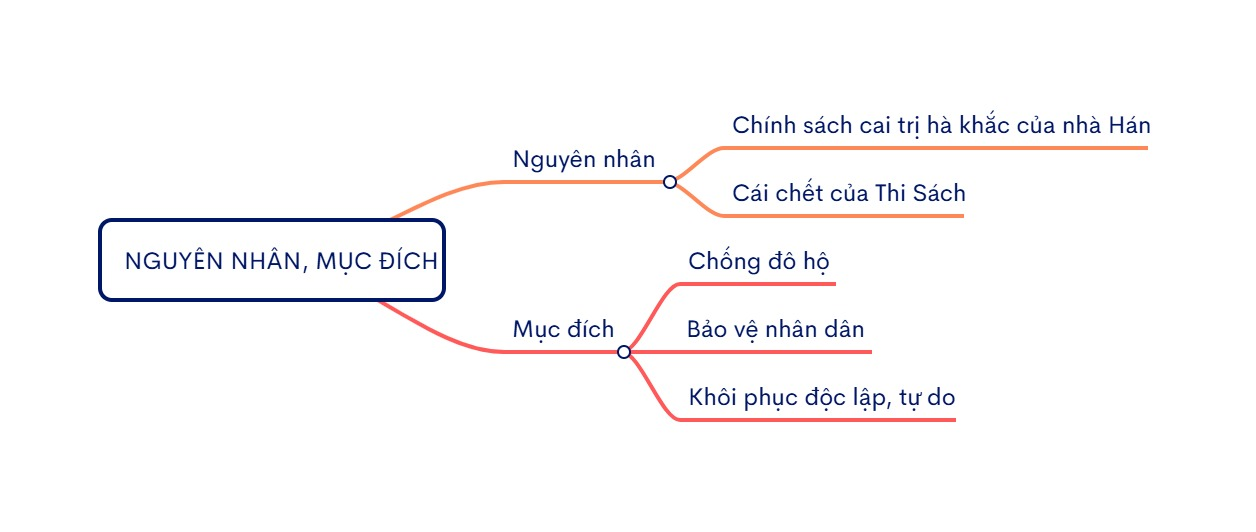 NGUYÊN NHÂN, MỤC ĐÍCH
Nguyên nhân
Chính sách cai trị hà khắc của nhà Hán
Cái chết của Thi Sách
Mục đích
Chống đô hộ
Bảo vệ nhân dân
Khôi phục độc lập, tự do